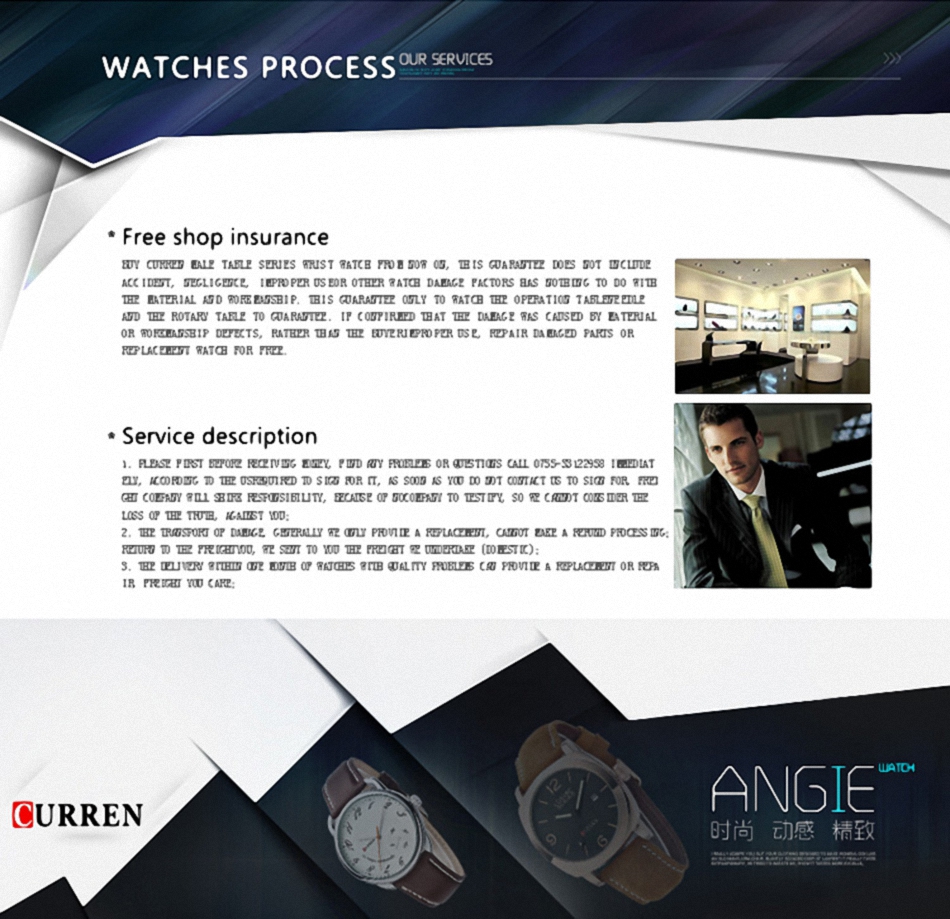 WATCHES PROCESS
OUR SERVICES
* Free shop insurance
BUY CURREN MALE TABLE SERIES WRIST WATCH FROM NOW ON, THIS GUARANTEE DOES NOT INCLUDE
ACCIDENT, NEGLIGENCE, IMPROPER USEOR OTHER WATCH DAMAGE FACTORS HAS NOTHING TO DO WITH
THE MATERIAL AND WORKMANSHIP. THIS GUARANTEE ONLY TO WATCH THE OPERATION TABLENEEDLE
AND THE ROTARY TABLE TO GUARANTEE. IF CONFIRMED THAT THE DAMAGE WAS CAUSED BY MATERIAL
OR WORKMANSHIP DEFECTS, RATHER THAN THE BUYERIMPROPER USE, REPAIR DAMAGED PARTS OR
REPLACEMENT WATCH FOR FREE.
* Service description
1. PLEASE FIRST BEFORE RECEIVING MONEY, FIND ANY PROBLEMS OR QUESTIONS CALL 0755-33122958 IMMEDIAT
ELY, ACCORDING TO THE USREQUIRED TO SIGN FOR IT, AS SOON AS YOU DO NOT CONTACT US TO SIGN FOR, FREI
GHT COMPANY WILL SHIRK RESPONSIBILITY, BECAUSE OF NOCOMPANY TO TESTIFY, SO WE CANNOT CONSIDER THE
LOSS OF THE TRUTH, AGAINST YOU;
2. THE TRANSPORT OF DAMAGE, GENERALLY WE ONLY PROVIDE A REPLACEMENT, CANNOT MAKE A REFUND PROCESSING;
RETURN TO THE FREIGHTYOU, WE SENT TO YOU THE FREIGHT WE UNDERTAKE (DOMESTIC);
3. THE DELIVERY WITHIN ONE MONTH OF WATCHES WITH QUALITY PROBLEMS CAN PROVIDE A REPLACEMENT OR REPA
IR FREIGHT YOU CARE;
CURREN
ANGIE WATCH
时尚 动感 精致